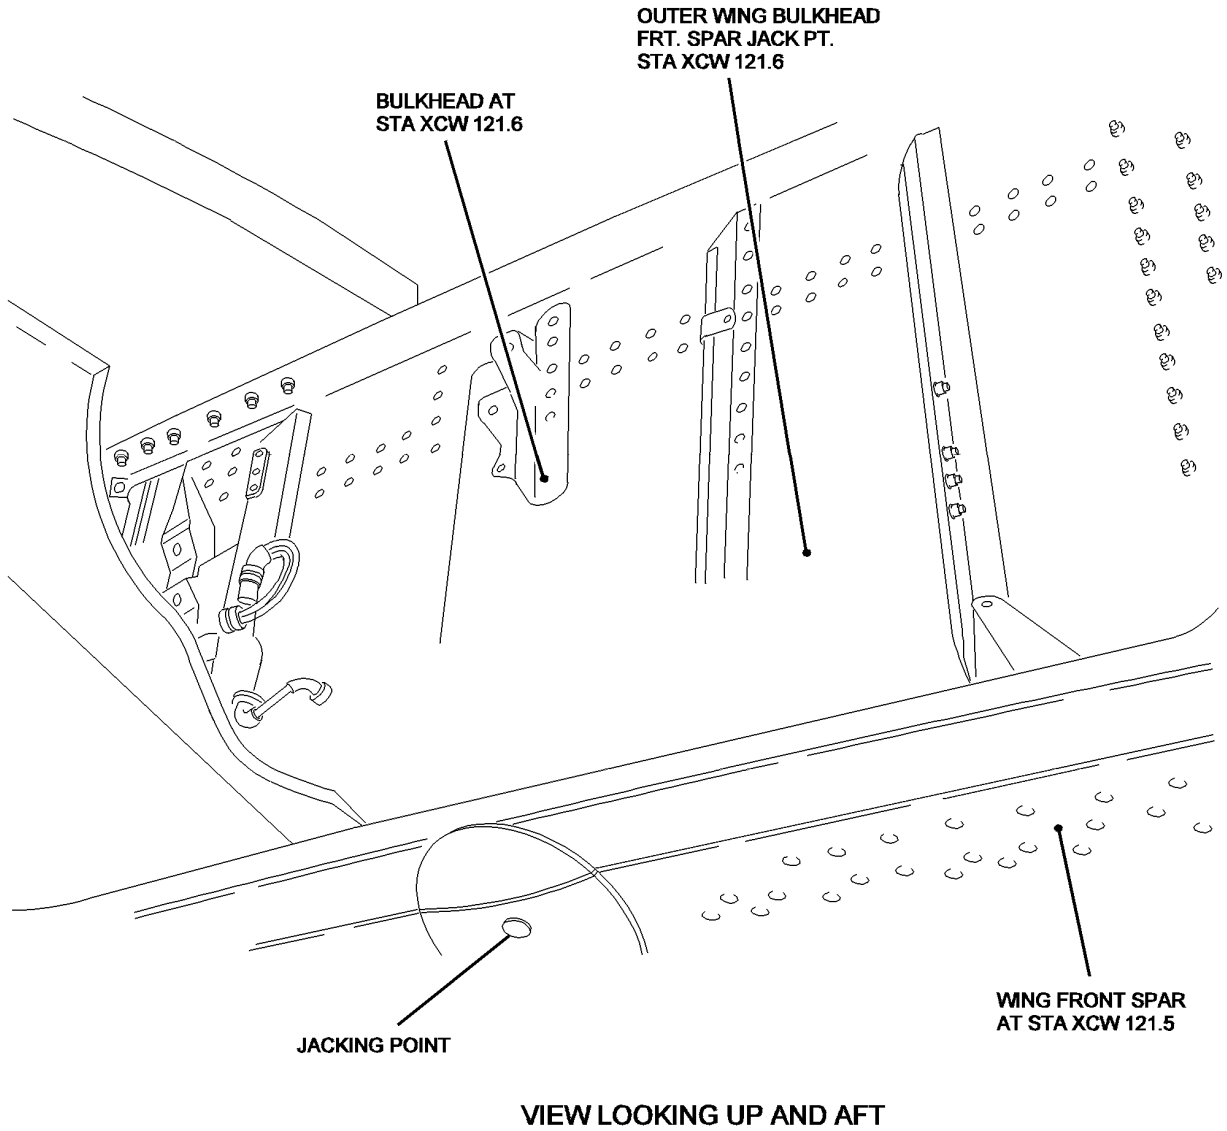 OUTER WING BULKHEAD
FRT. SPAR JACK PT.
STA XCW 121.6
BULKHEAD AT
STA XCW 121.6
WING FRONT SPAR
AT STA XCW 121.5
JACKING POINT
VIEW LOOKING UP AND AFT